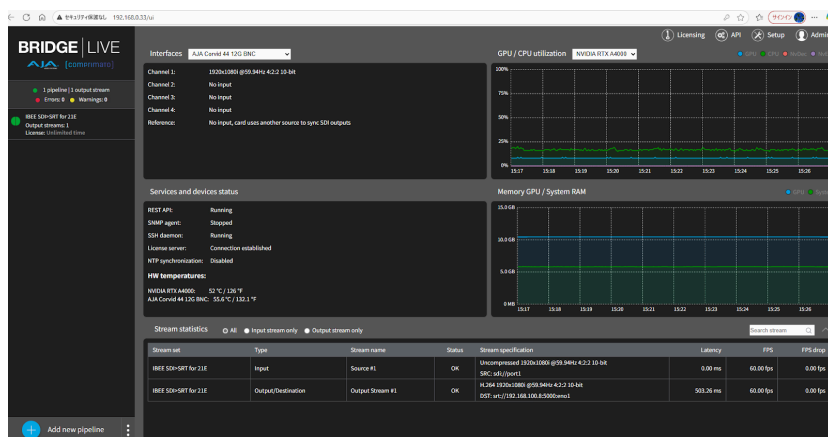 セキュリティ保護なし 192.168.0.33/ui
サインイン
BRIDGE LIVE
AJA [comprimato]
Licensing API Setup Admin
1 pipeline | 1 output stream
Errors: 0 Warnings: 0
IBEE SDI>SRT for 21E
Output streams: 1
License: Unlimited time
Interfaces AJA Corvid 44 12G BNC
Channel 1: 1920x1080i @59.94Hz 4:2:2 10-bit
Channel 2: No input
Channel 3: No input
Channel 4: No input
Reference: No input, card uses another source to sync SDI outputs
GPU / CPU utilization NVIDIA RTX A4000
GPU CPU NvDec
100%
75%
50%
25%
0%
15:17 15:18 15:19 15:20 15:21 15:22 15:23 15:24 15:25 15:26
Services and devices status
REST API: Running
SNMP agent: Stopped
SSH daemon: Running
License server: Connection established
NTP synchronization: Disabled
HW temperatures:
NVIDIA RTX A4000: 52 °C / 126 °F
AJA Corvid 44 12G BNC: 55.6 °C / 132.1 °F
Memory GPU / System RAM
GPU
15.0 GB
10.0 GB
5.0 GB
0 MB
15:17 15:18 15:19 15:20 15:21 15:22 15:23 15:24 15:25 15:26
Stream statistics All Input stream only Output stream only Search stream
Stream set Type Stream name Status Stream specification Latency FPS FPS drop
IBEE SDI>SRT for 21E Input Source #1 OK Uncompressed 1920x1080i @59.94Hz 4:2:2 10-bit 0.00 ms 60.00 fps 0.00 fps
SRC: sdi://port1
IBEE SDI>SRT for 21E Output/Destination Output Stream #1 OK H.264 1920x1080i @59.94Hz 4:2:2 10-bit 503.26 ms 60.00 fps 0.00 fps
DST: srt://192.168.100.8:5000:eno1
Add new pipeline